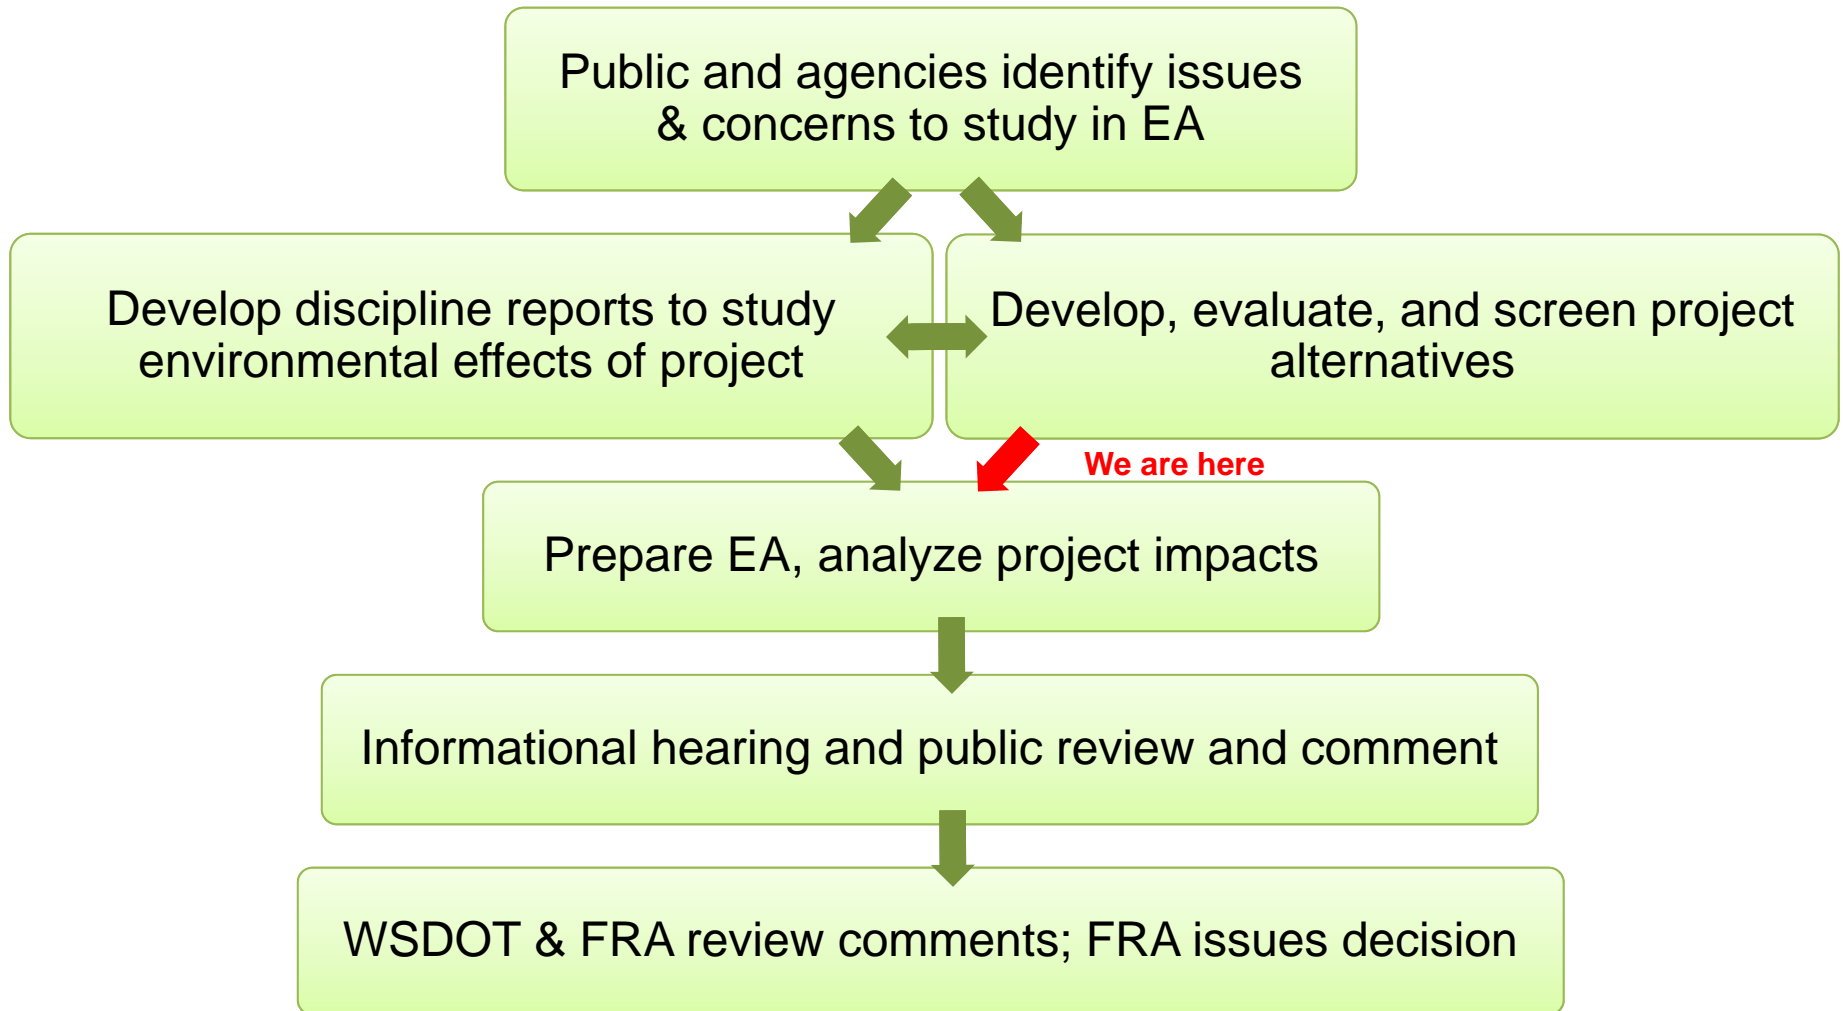 Public and agencies identify issues
& concerns to study in EA
Develop discipline reports to study
environmental effects of project
Develop, evaluate, and screen project
alternatives
We are here
Prepare EA, analyze project impacts
Informational hearing and public review and comment
WSDOT & FRA review comments; FRA issues decision